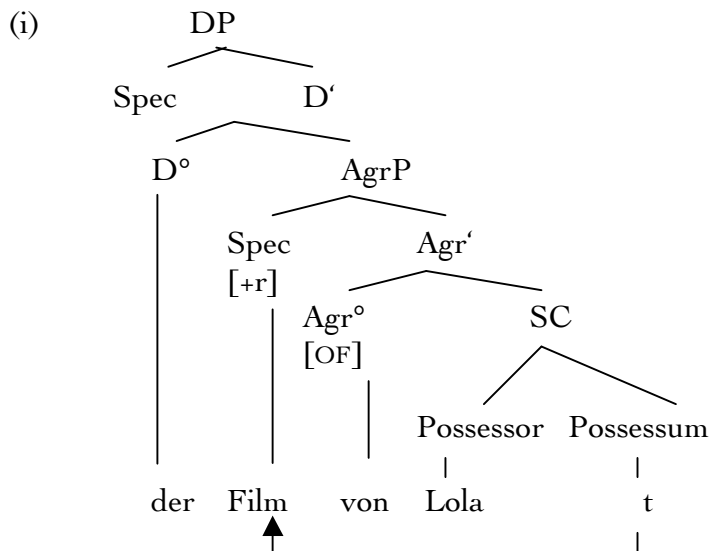 (i) DP
Spec D‘
D° AgrP
Spec Agr‘
[+r]
Agr° SC
[OF]
Possessor Possessum
der Film von Lola t